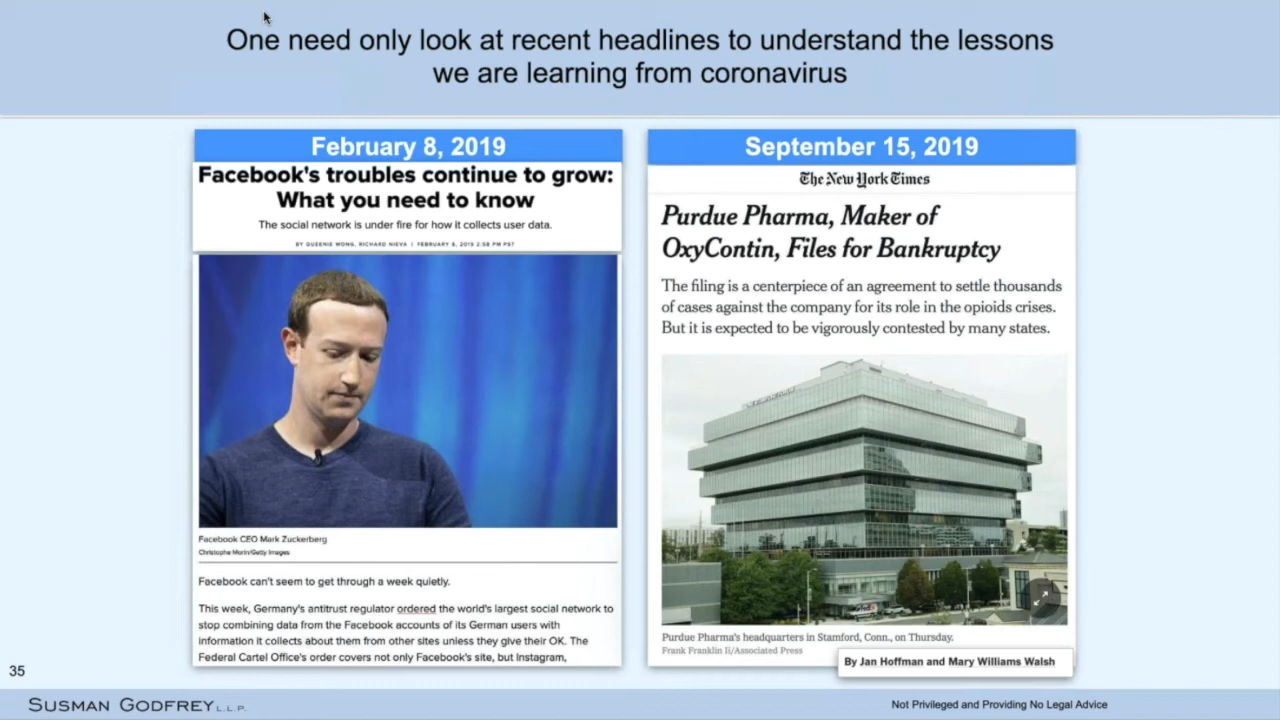 One need only look at recent headlines to understand the lessons
we are learning from coronavirus
February 8, 2019
Facebook's troubles continue to grow:
What you need to know
The social network is under fire for how it collects user data.
BY QUEENIE WONG, RICHARD NIEVA | FEBRUARY 8, 2019 2:58 PM PST
Facebook CEO Mark Zuckerberg
Christophe Morin/Getty Images
Facebook can't seem to get through a week quietly.
This week, Germany's antitrust regulator ordered the world's largest social network to
stop combining data from the Facebook accounts of its German users with
information it collects about them from other sites unless they give their OK. The
Federal Cartel Office's order covers not only Facebook's site, but Instagram,
September 15, 2019
The New York Times
Purdue Pharma, Maker of
OxyContin, Files for Bankruptcy
The filing is a centerpiece of an agreement to settle thousands
of cases against the company for its role in the opioids crises.
But it is expected to be vigorously contested by many states.
Purdue Pharma's headquarters in Stamford, Conn., on Thursday.
Frank Franklin Ii/Associated Press
By Jan Hoffman and Mary Williams Walsh
35
SUSMAN GODFREY L.L.P.
Not Privileged and Providing No Legal Advice